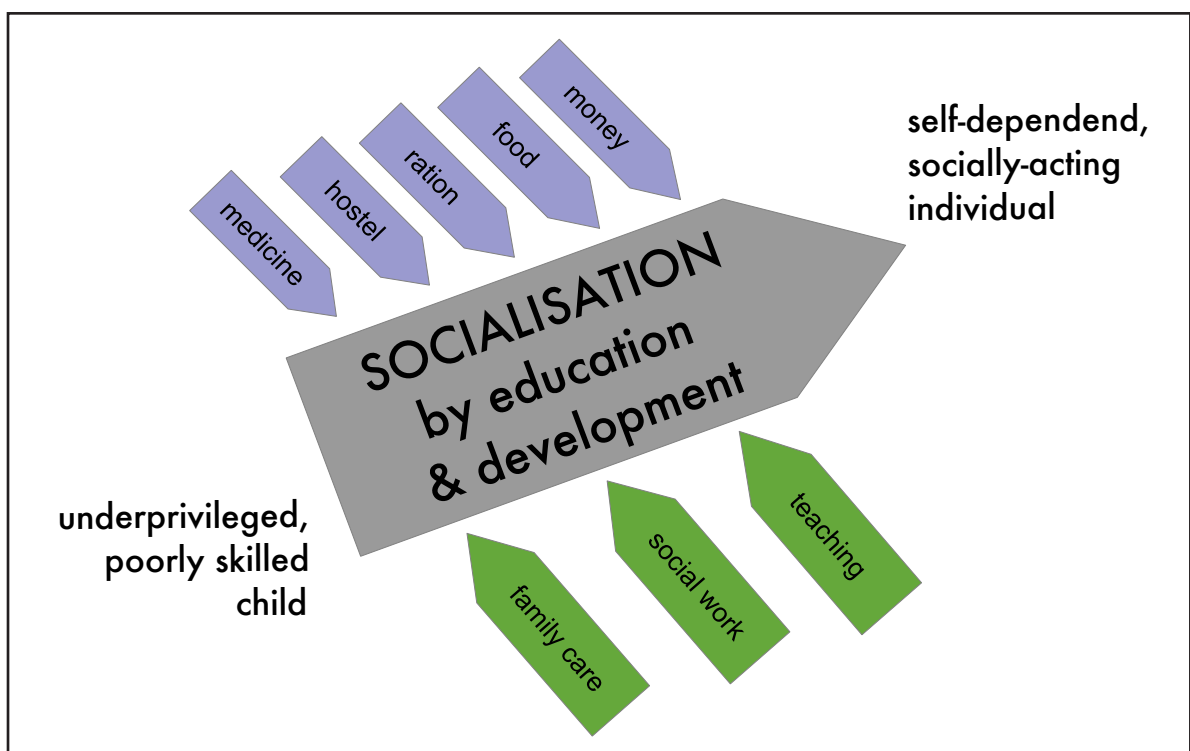 money
food
ration
hostel
medicine
self-dependend,
socially-acting
individual
SOCIALISATION
by education
& development
underprivileged,
poorly skilled
child
teaching
social work
family care